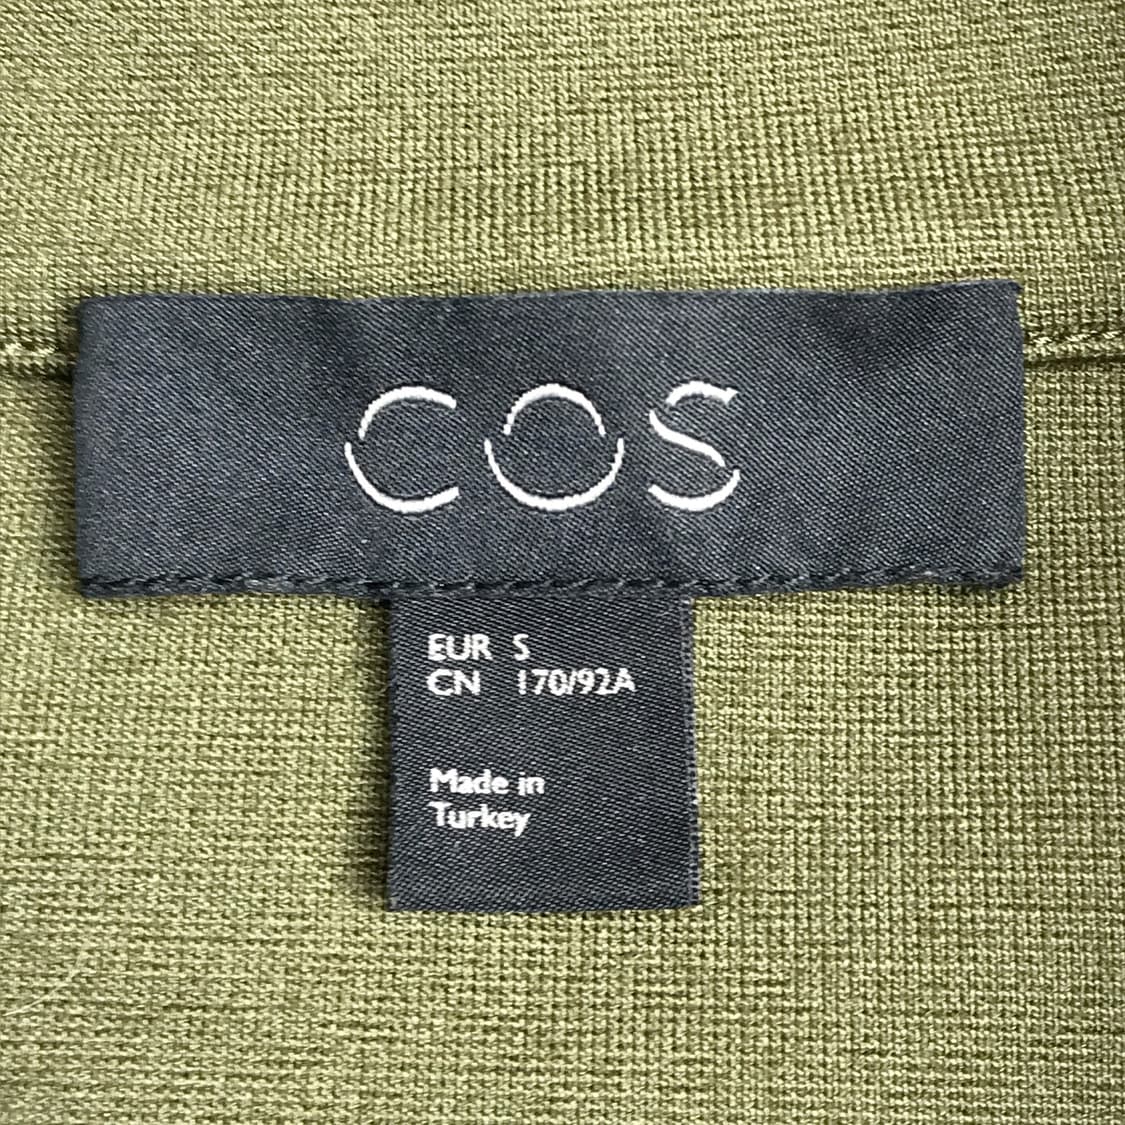 COS
EUR S
CN 170/92A
Made in
Turkey